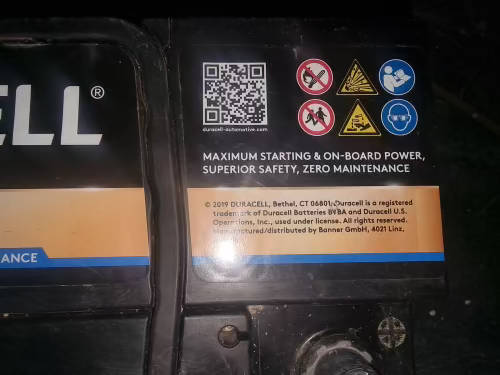 ELL®
duracell-automotive.com
MAXIMUM STARTING & ON-BOARD POWER,
SUPERIOR SAFETY, ZERO MAINTENANCE
© 2019 DURACELL, Bethel, CT 06801. Duracell is a registered
trademark of Duracell Batteries BVBA and Duracell U.S.
Operations, Inc., used under license. All rights reserved.
Manufactured/distributed by Banner GmbH, 4021 Linz,
ANCE